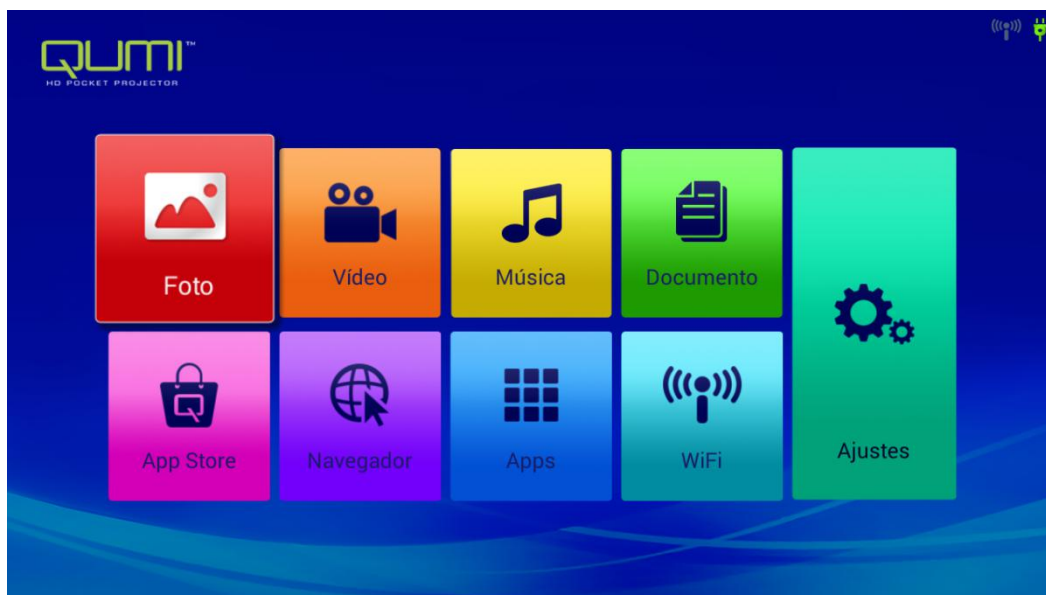 QUMI™
HD POCKET PROJECTOR
Foto
Vídeo
Música
Documento
App Store
Navegador
Apps
WiFi
Ajustes